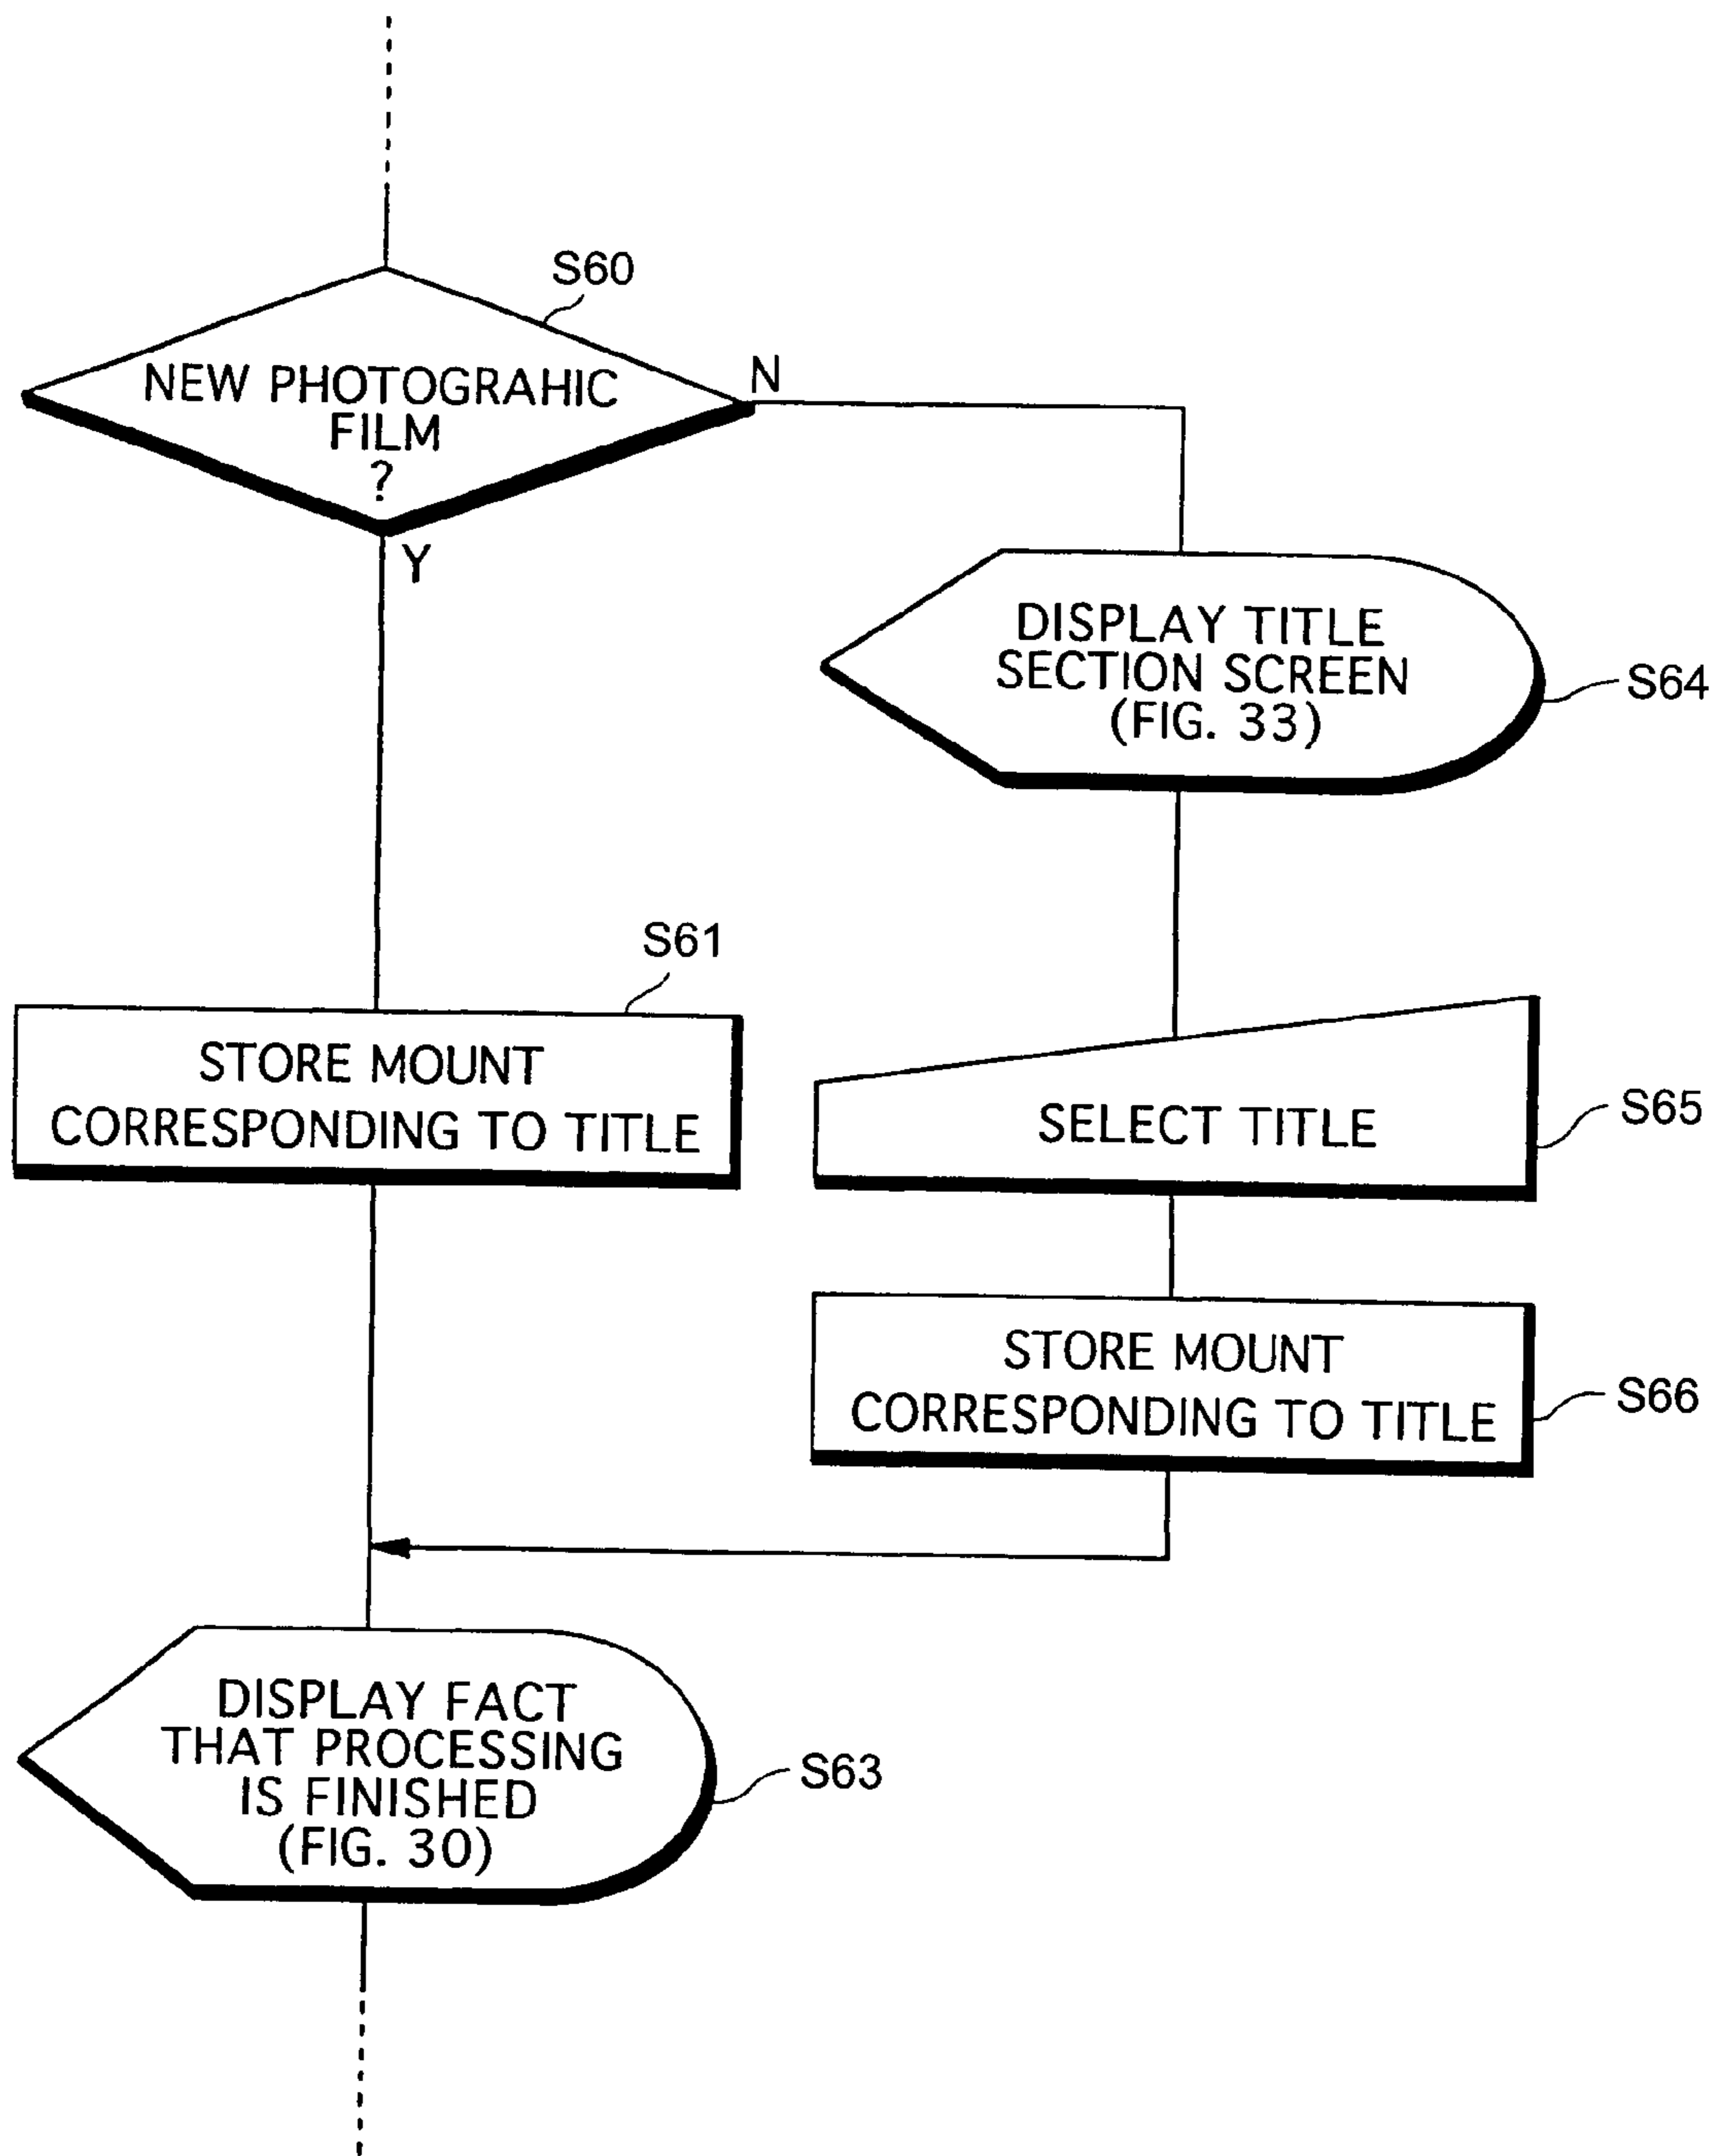 S60
NEW PHOTOGRAHIC
FILM
?
N
Y
DISPLAY TITLE
SECTION SCREEN
(FIG. 33)
S64
S61
STORE MOUNT
CORRESPONDING TO TITLE
SELECT TITLE
S65
STORE MOUNT
CORRESPONDING TO TITLE
S66
DISPLAY FACT
THAT PROCESSING
IS FINISHED
(FIG. 30)
S63